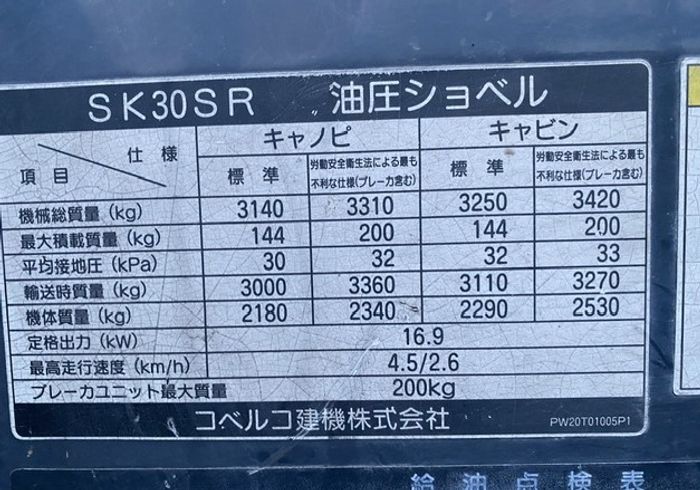 SK30SR 油圧ショベル
仕様 キャノピ キャビン
項目 標準 労働安全衛生法による最も不利な仕様(ブレーカ含む) 標準 労働安全衛生法による最も不利な仕様(ブレーカ含む)
機械総質量(kg) 3140 3310 3250 3420
最大積載質量(kg) 144 200 144 200
平均接地圧(kPa) 30 32 32 33
輸送時質量(kg) 3000 3360 3110 3270
機体質量(kg) 2180 2340 2290 2530
定格出力(kW) 16.9
最高走行速度(km/h) 4.5/2.6
ブレーカユニット最大質量 200kg
コベルコ建機株式会社 PW20T01005P1
給油点検表